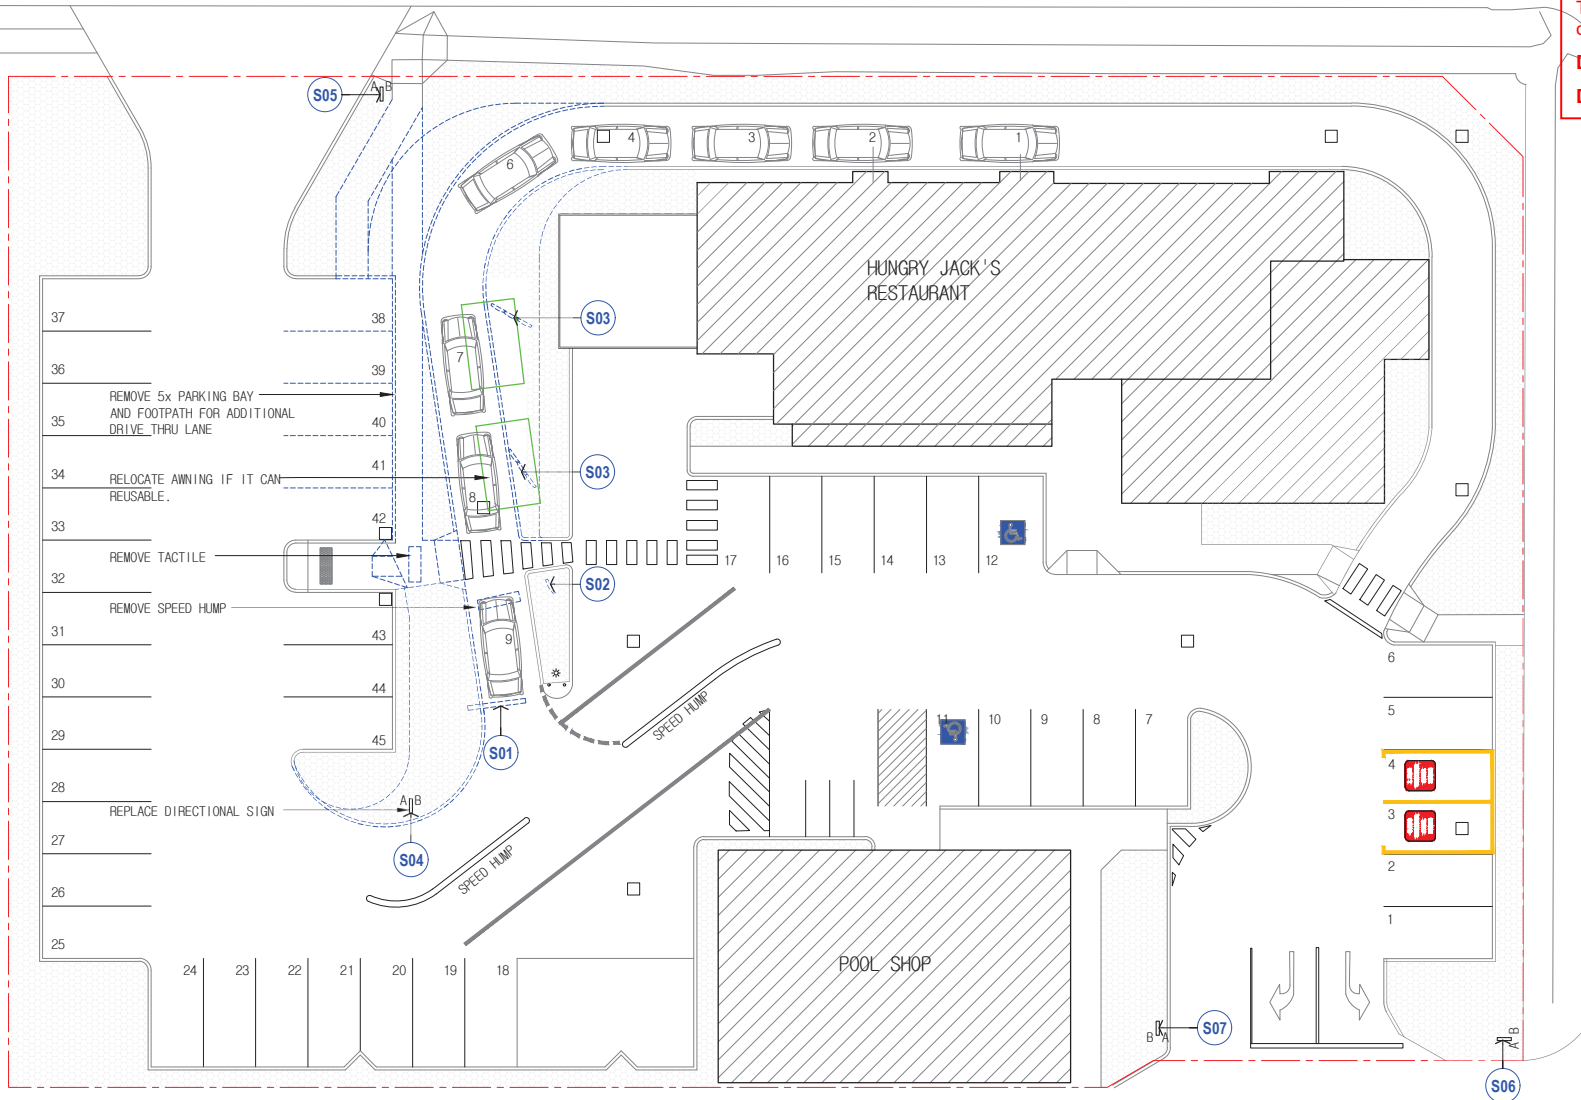 S05
A B
6
4
3
2
1
HUNGRY JACK'S
RESTAURANT
37
38
S03
7
36
39
REMOVE 5x PARKING BAY
AND FOOTPATH FOR ADDITIONAL
DRIVE THRU LANE
35
40
34
41
S03
RELOCATE AWNING IF IT CAN
REUSABLE.
8
33
42
REMOVE TACTILE
17
16
15
14
13
12
32
S02
REMOVE SPEED HUMP
31
43
9
6
30
44
5
SPEED HUMP
29
45
S01
11
10
9
8
7
4
28
REPLACE DIRECTIONAL SIGN
A B
3
27
S04
SPEED HUMP
2
26
1
25
24
23
22
21
20
19
18
POOL SHOP
B A
S07
A B
S06